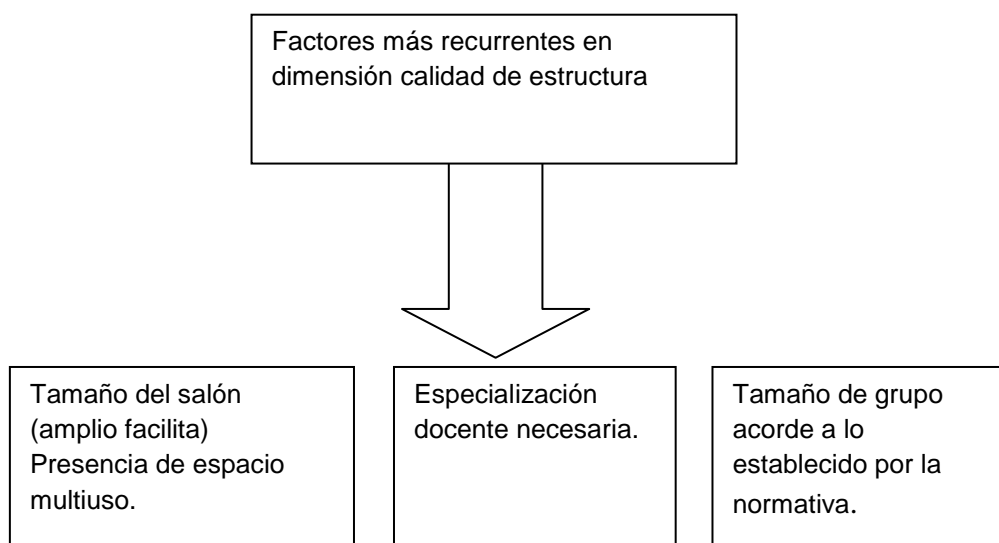 Factores más recurrentes en
dimensión calidad de estructura
Tamaño del salón
(amplio facilita)
Presencia de espacio
multiuso.
Especialización
docente necesaria.
Tamaño de grupo
acorde a lo
establecido por la
normativa.